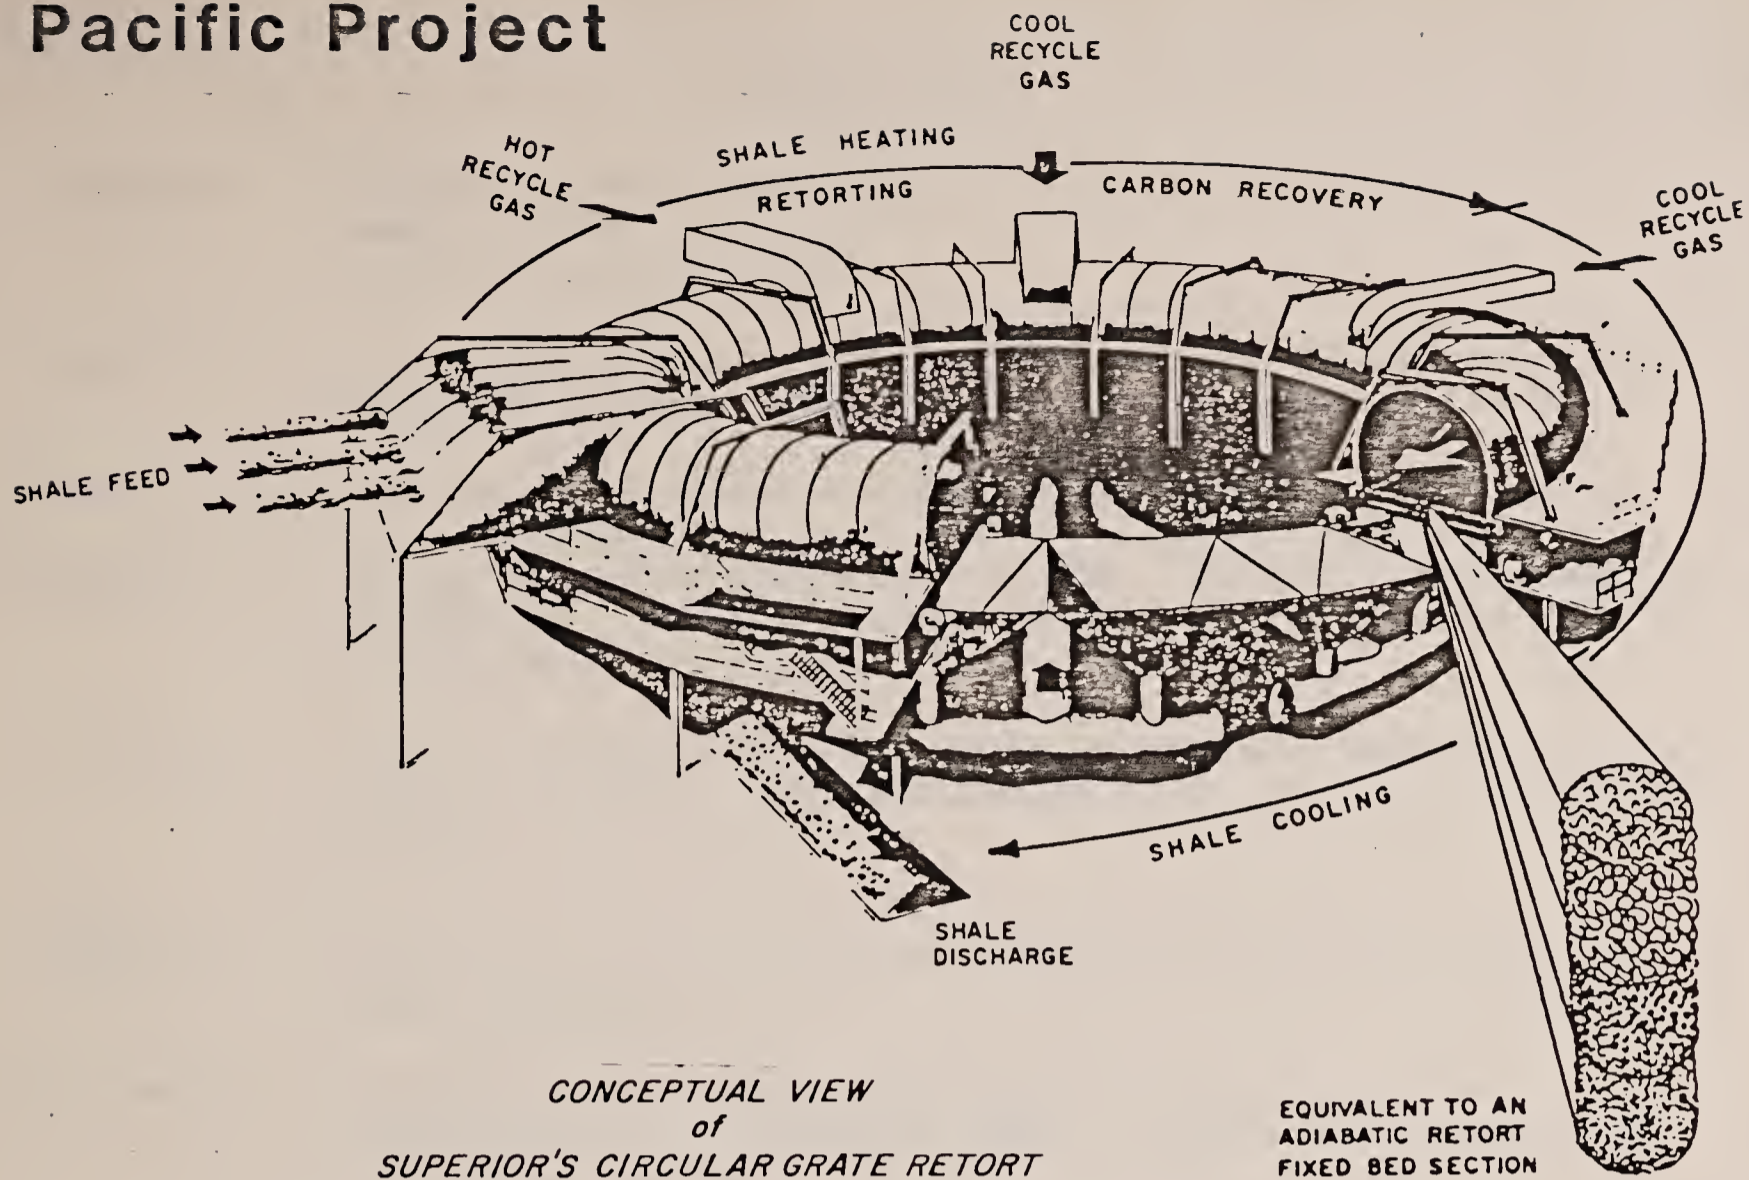 Pacific Project
COOL
RECYCLE
GAS
HOT
RECYCLE
GAS
SHALE HEATING
RETORTING
CARBON RECOVERY
COOL
RECYCLE
GAS
SHALE FEED
SHALE COOLING
SHALE
DISCHARGE
CONCEPTUAL VIEW
of
SUPERIOR'S CIRCULAR GRATE RETORT
EQUIVALENT TO AN
ADIABATIC RETORT
FIXED BED SECTION